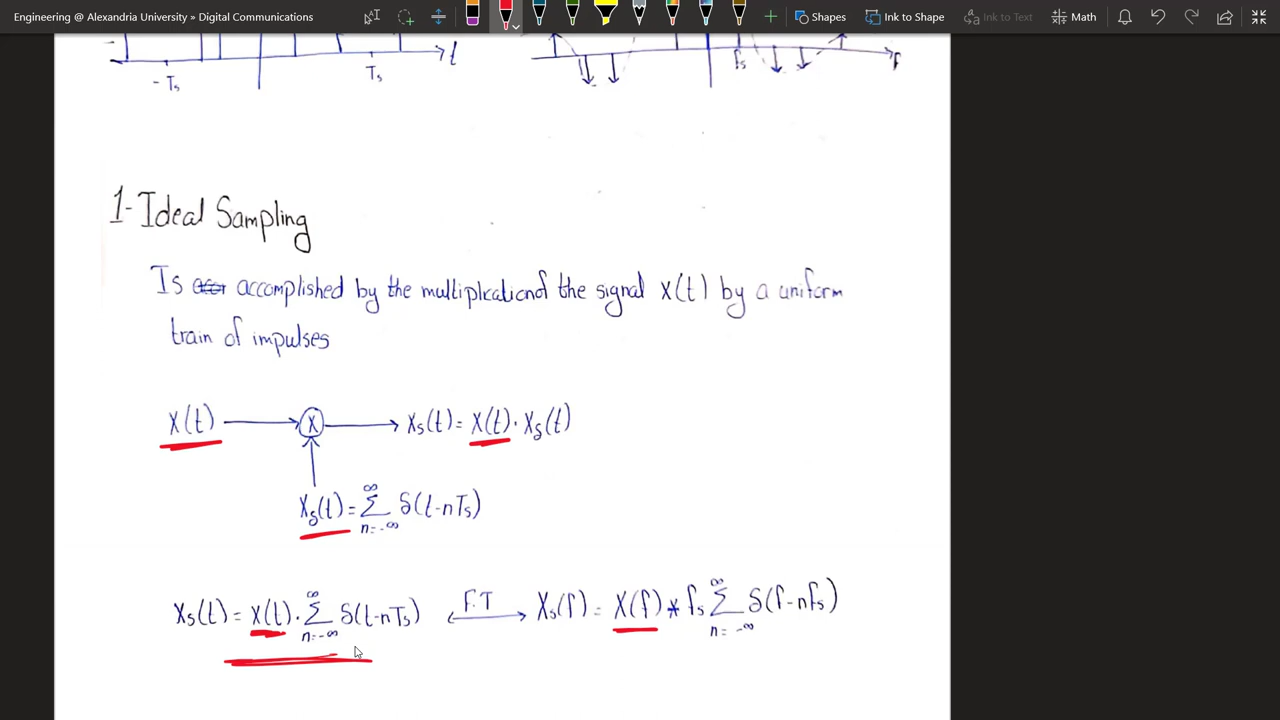 Engineering @ Alexandria University » Digital Communications
Shapes
Ink to Shape
Ink to Text
Math
- Ts
Ts
t
fs
f
1- Ideal Sampling
Is accomplished by the multiplication of the signal x(t) by a uniform
train of impulses
x(t) → X → xs(t) = x(t) · xδ(t)
xδ(t) = ∑ n=-∞ ∞ δ(t-nTs)
xs(t) = x(t) · ∑ n=-∞ ∞ δ(t-nTs) F.T Xs(f) = X(f) * fs ∑ n=-∞ ∞ δ(f-nfs)